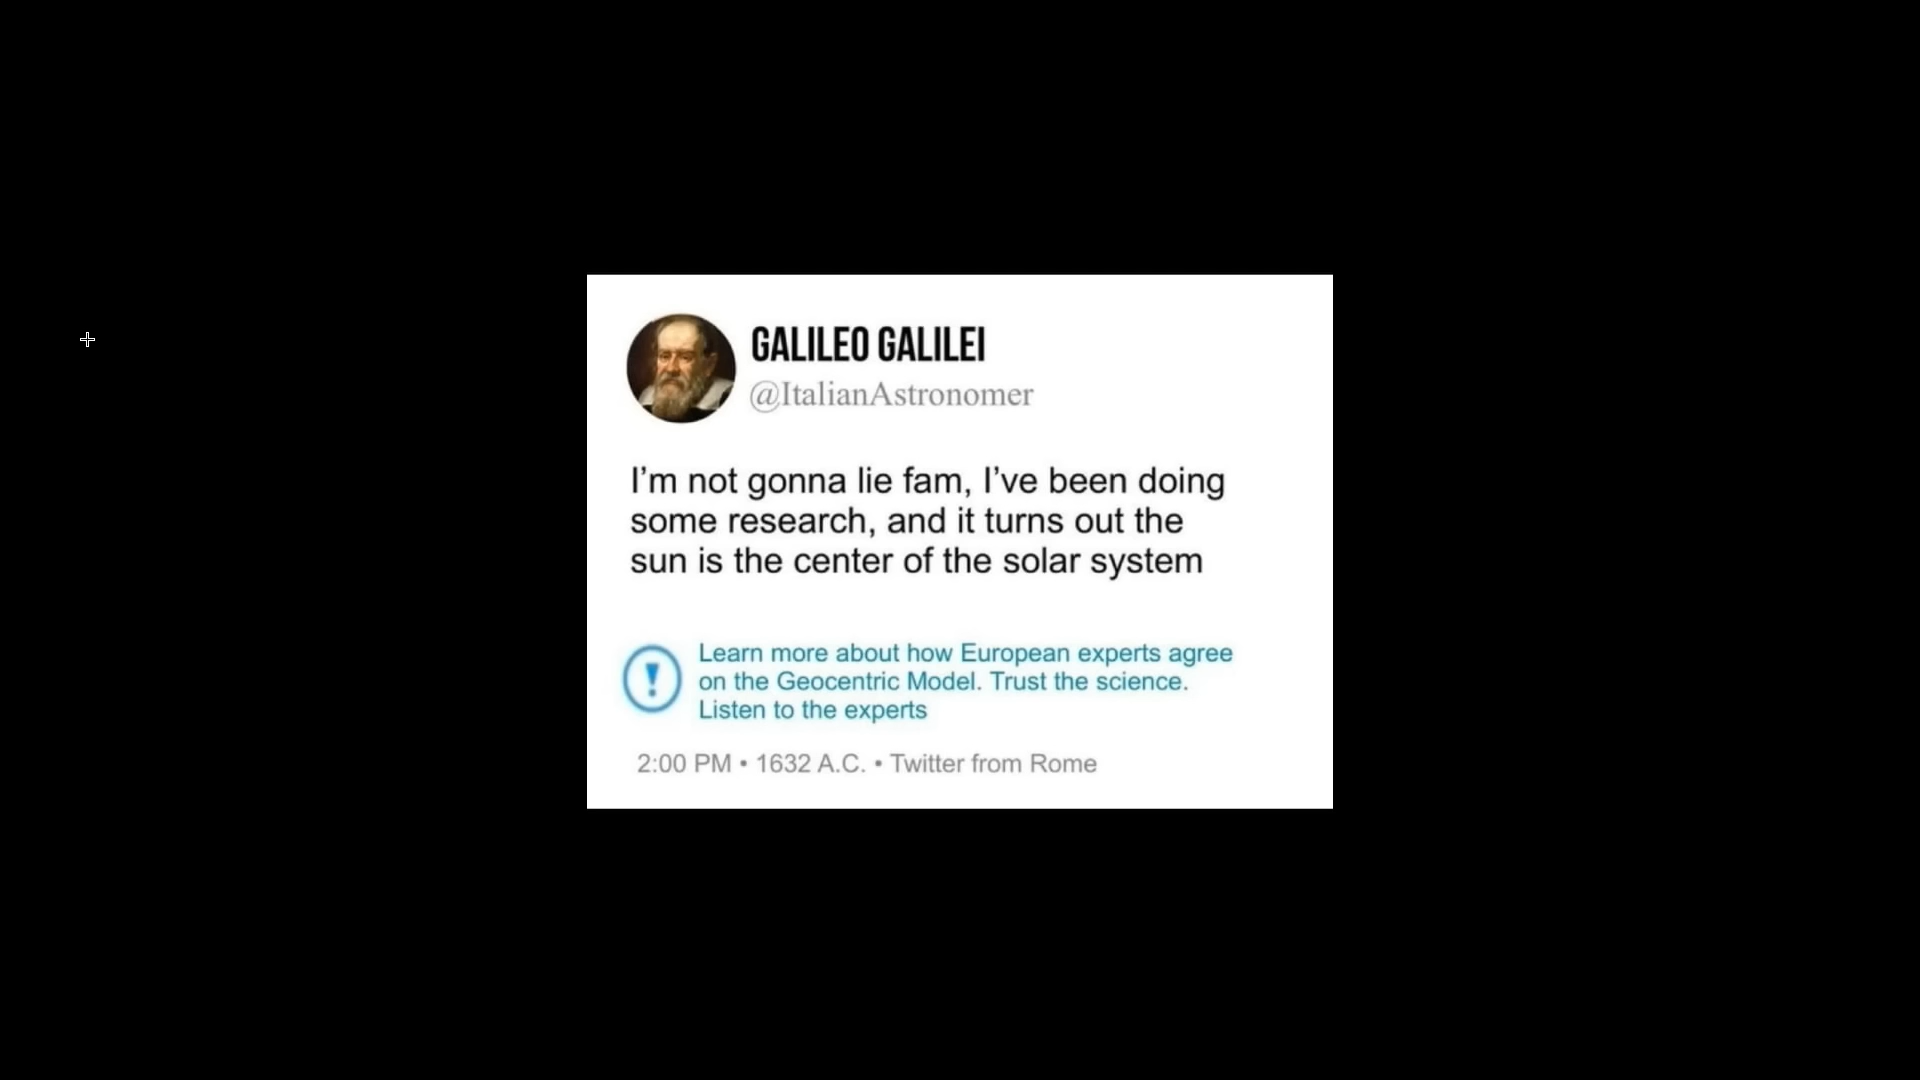 GALILEO GALILEI
@ItalianAstronomer
I’m not gonna lie fam, I’ve been doing
some research, and it turns out the
sun is the center of the solar system
Learn more about how European experts agree
on the Geocentric Model. Trust the science.
Listen to the experts
2:00 PM • 1632 A.C. • Twitter from Rome